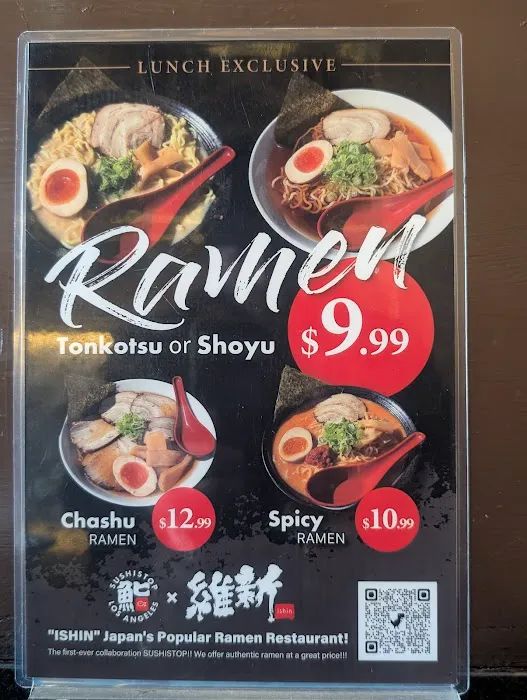 LUNCH EXCLUSIVE
Ramen
Tonkotsu or Shoyu
$9.99
Chashu
RAMEN
$12.99
Spicy
RAMEN
$10.99
SUSHISTOP
鮨
LOS ANGELES
×
維新
ishin
"ISHIN" Japan's Popular Ramen Restaurant!
The first-ever collaboration SUSHISTOP!! We offer authentic ramen at a great price!!!